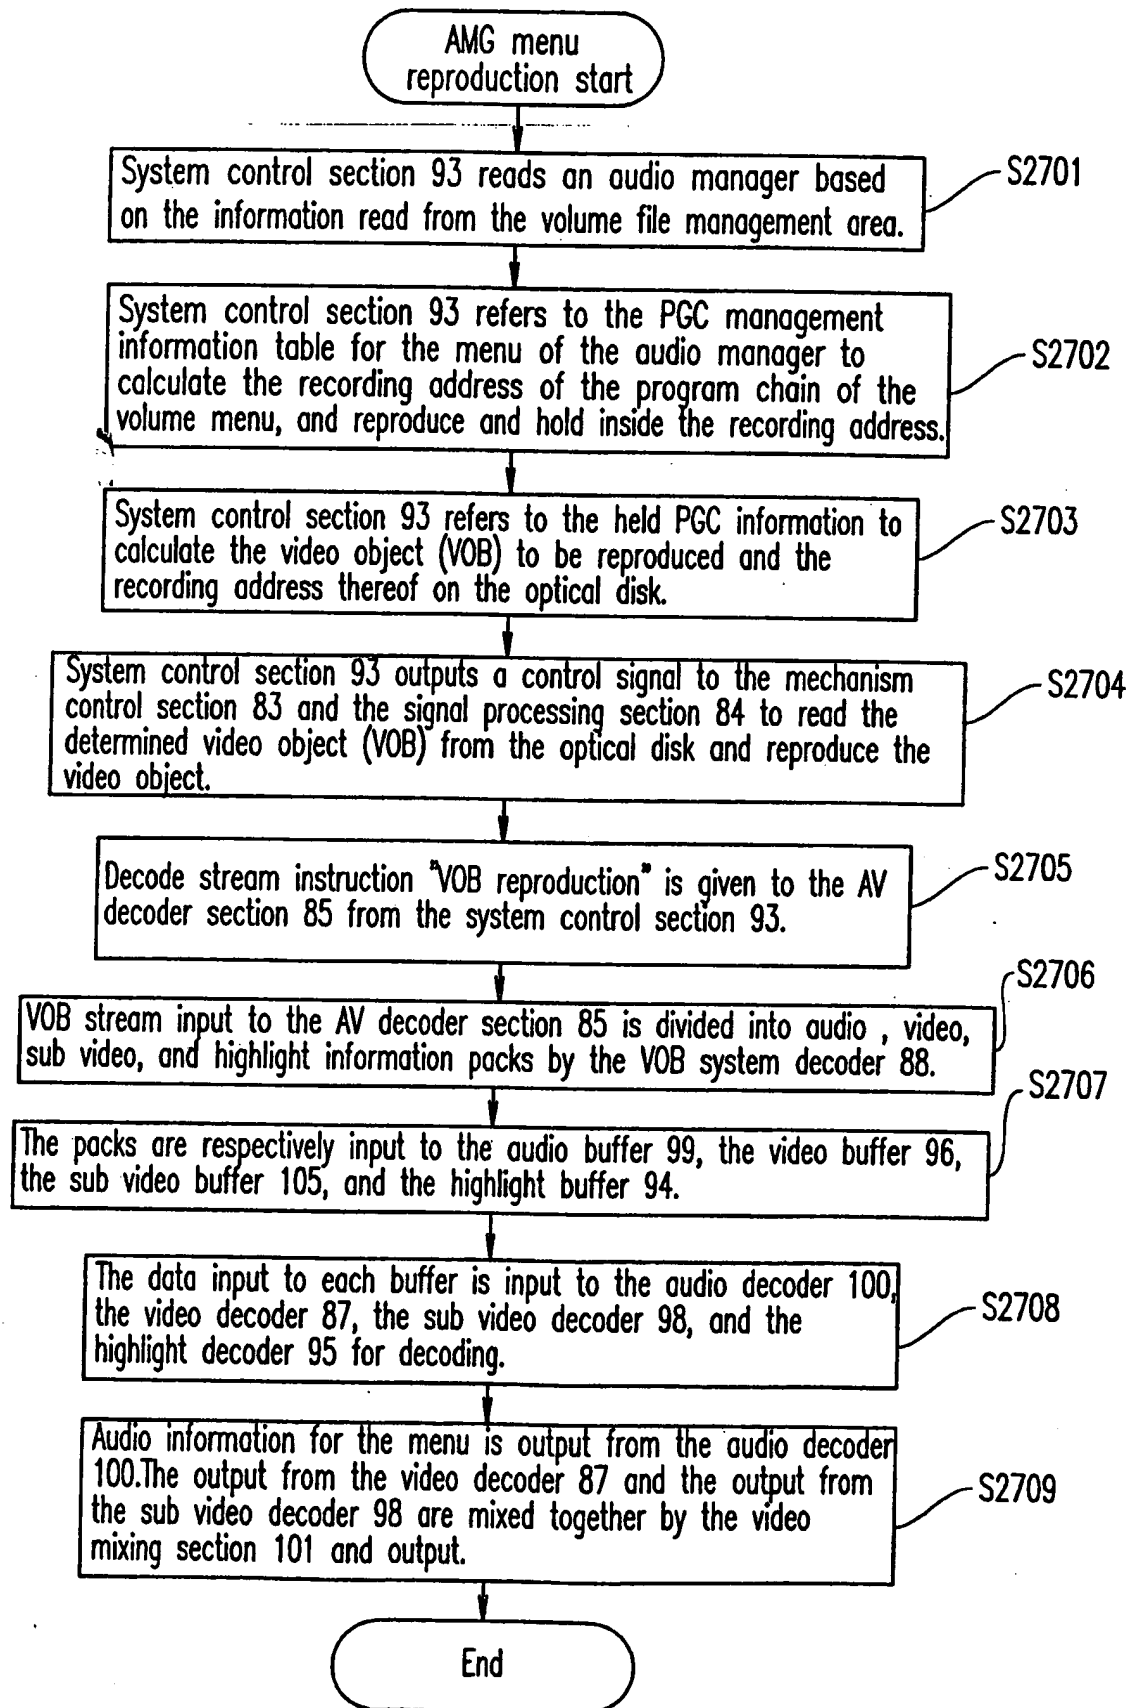 AMG menu
reproduction start
System control section 93 reads an audio manager based
on the information read from the volume file management area.
S2701
System control section 93 refers to the PGC management
information table for the menu of the audio manager to
calculate the recording address of the program chain of the
volume menu, and reproduce and hold inside the recording address.
S2702
System control section 93 refers to the held PGC information to
calculate the video object (VOB) to be reproduced and the
recording address thereof on the optical disk.
S2703
System control section 93 outputs a control signal to the mechanism
control section 83 and the signal processing section 84 to read the
determined video object (VOB) from the optical disk and reproduce the
video object.
S2704
Decode stream instruction "VOB reproduction" is given to the AV
decoder section 85 from the system control section 93.
S2705
VOB stream input to the AV decoder section 85 is divided into audio , video,
sub video, and highlight information packs by the VOB system decoder 88.
S2706
The packs are respectively input to the audio buffer 99, the video buffer 96,
the sub video buffer 105, and the highlight buffer 94.
S2707
The data input to each buffer is input to the audio decoder 100,
the video decoder 87, the sub video decoder 98, and the
highlight decoder 95 for decoding.
S2708
Audio information for the menu is output from the audio decoder
100.The output from the video decoder 87 and the output from
the sub video decoder 98 are mixed together by the video
mixing section 101 and output.
S2709
End